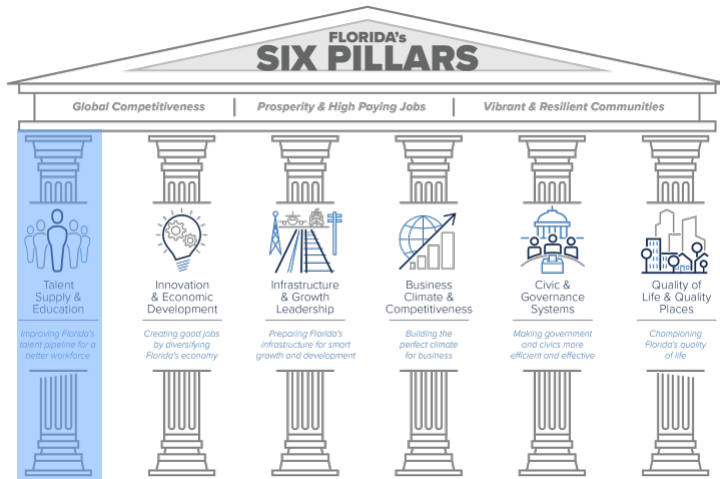 FLORIDA's
SIX PILLARS
Global Competitiveness | Prosperity & High Paying Jobs | Vibrant & Resilient Communities
Talent
Supply &
Education
Improving Florida's
talent pipeline for a
better workforce
Innovation
& Economic
Development
Creating good jobs
by diversifying
Florida's economy
Infrastructure
& Growth
Leadership
Preparing Florida's
infrastructure for smart
growth and development
Business
Climate &
Competitiveness
Building the
perfect climate
for business
Civic &
Governance
Systems
Making government
and civics more
efficient and effective
Quality of
Life & Quality
Places
Championing
Florida's quality
of life